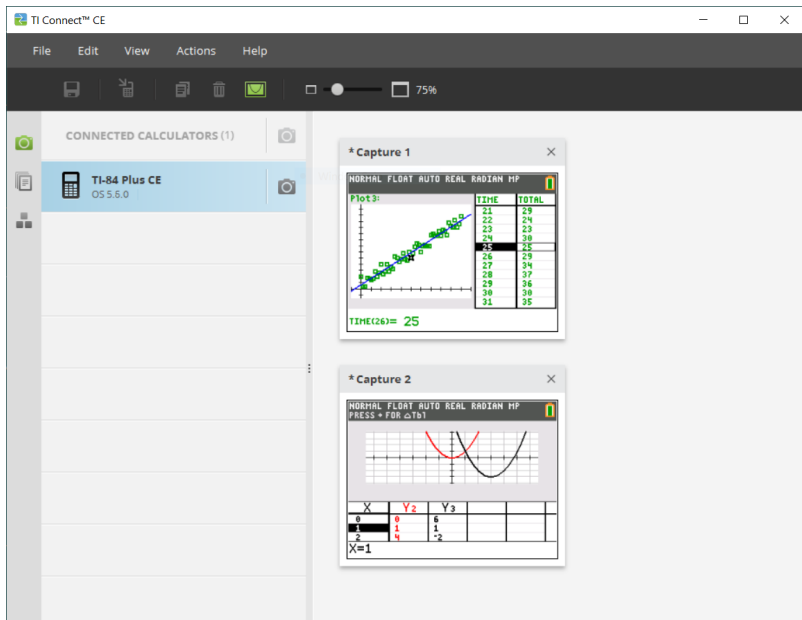 TI Connect™ CE
File Edit View Actions Help
75%
CONNECTED CALCULATORS (1)
TI-84 Plus CE
OS 5.6.0
*Capture 1
NORMAL FLOAT AUTO REAL RADIAN MP
Plot3:
TIME TOTAL
21 29
22 24
23 23
24 30
25 25
26 29
27 34
28 37
29 36
30 30
31 35
TIME(26)= 25
*Capture 2
NORMAL FLOAT AUTO REAL RADIAN MP
PRESS + FOR △Tb1
X Y2 Y3
0 0 6
1 1 1
2 4 -2
X=1